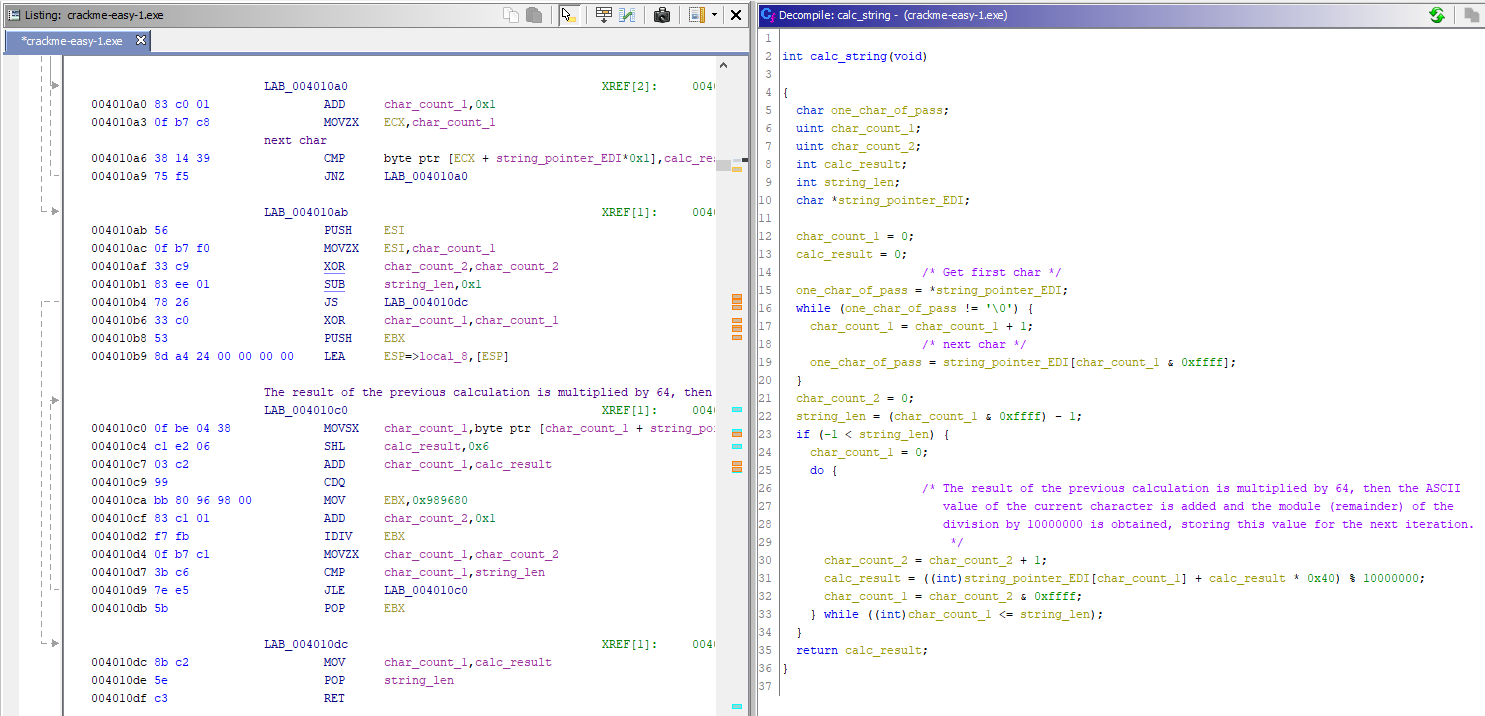 Listing: crackme-easy-1.exe
*crackme-easy-1.exe
LAB_004010a0 XREF[2]: 004
004010a0 83 c0 01 ADD char_count_1,0x1
004010a3 0f b7 c8 MOVZX ECX,char_count_1
next char
004010a6 38 14 39 CMP byte ptr [ECX + string_pointer_EDI*0x1],calc_re
004010a9 75 f5 JNZ LAB_004010a0
LAB_004010ab XREF[1]: 004
004010ab 56 PUSH ESI
004010ac 0f b7 f0 MOVZX ESI,char_count_1
004010af 33 c9 XOR char_count_2,char_count_2
004010b1 83 ee 01 SUB string_len,0x1
004010b4 78 26 JS LAB_004010dc
004010b6 33 c0 XOR char_count_1,char_count_1
004010b8 53 PUSH EBX
004010b9 8d a4 24 00 00 00 00 LEA ESP=>local_8,[ESP]
The result of the previous calculation is multiplied by 64, then
LAB_004010c0 XREF[1]: 004
004010c0 0f be 04 38 MOVSX char_count_1,byte ptr [char_count_1 + string_po
004010c4 c1 e2 06 SHL calc_result,0x6
004010c7 03 c2 ADD char_count_1,calc_result
004010c9 99 CDQ
004010ca bb 80 96 98 00 MOV EBX,0x989680
004010cf 83 c1 01 ADD char_count_2,0x1
004010d2 f7 fb IDIV EBX
004010d4 0f b7 c1 MOVZX char_count_1,char_count_2
004010d7 3b c6 CMP char_count_1,string_len
004010d9 7e e5 JLE LAB_004010c0
004010db 5b POP EBX
LAB_004010dc XREF[1]: 004
004010dc 8b c2 MOV char_count_1,calc_result
004010de 5e POP string_len
004010df c3 RET
Decompile: calc_string - (crackme-easy-1.exe)
1
2 int calc_string(void)
3
4 {
5 char one_char_of_pass;
6 uint char_count_1;
7 uint char_count_2;
8 int calc_result;
9 int string_len;
10 char *string_pointer_EDI;
11
12 char_count_1 = 0;
13 calc_result = 0;
14 /* Get first char */
15 one_char_of_pass = *string_pointer_EDI;
16 while (one_char_of_pass != '\0') {
17 char_count_1 = char_count_1 + 1;
18 /* next char */
19 one_char_of_pass = string_pointer_EDI[char_count_1 & 0xffff];
20 }
21 char_count_2 = 0;
22 string_len = (char_count_1 & 0xffff) - 1;
23 if (-1 < string_len) {
24 char_count_1 = 0;
25 do {
26 /* The result of the previous calculation is multiplied by 64, then the ASCII
27 value of the current character is added and the module (remainder) of the
28 division by 10000000 is obtained, storing this value for the next iteration.
29 */
30 char_count_2 = char_count_2 + 1;
31 calc_result = ((int)string_pointer_EDI[char_count_1] + calc_result * 0x40) % 10000000;
32 char_count_1 = char_count_2 & 0xffff;
33 } while ((int)char_count_1 <= string_len);
34 }
35 return calc_result;
36 }
37